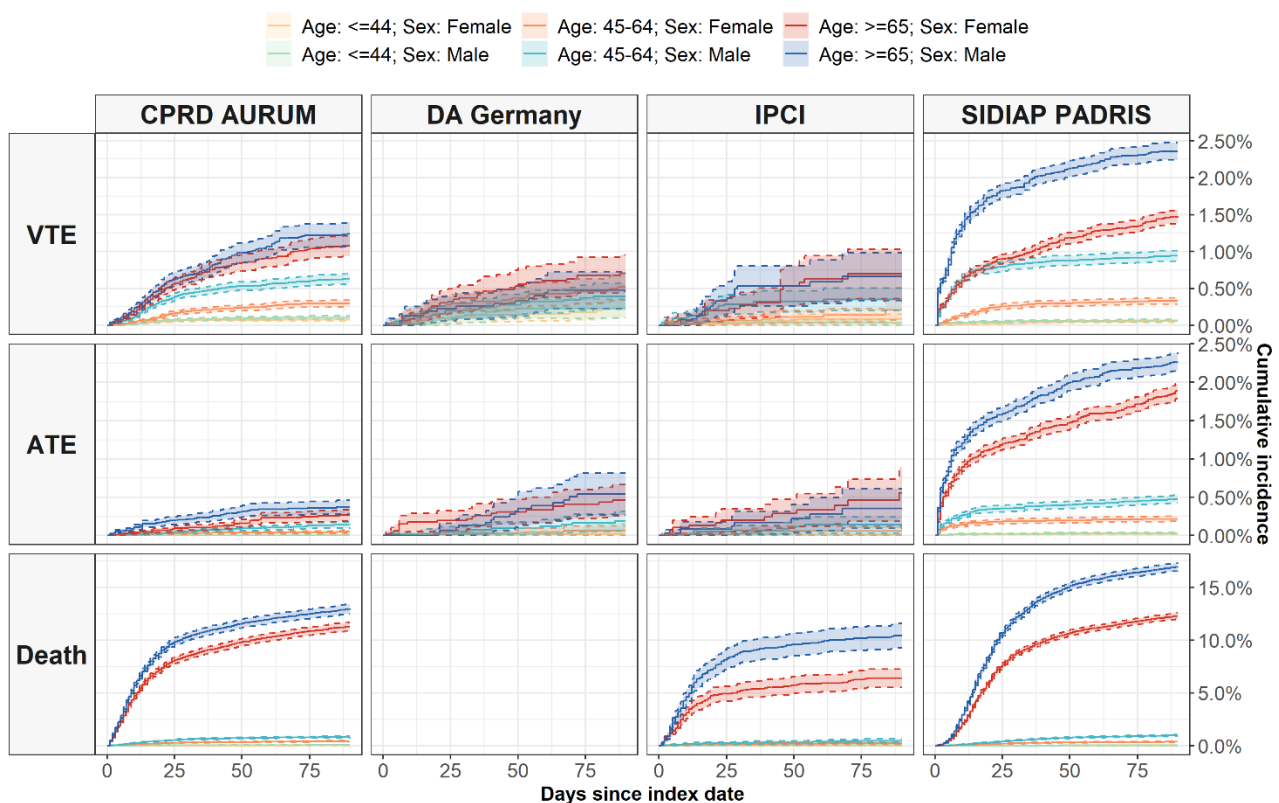 Age: <=44; Sex: Female Age: 45-64; Sex: Female Age: >=65; Sex: Female
Age: <=44; Sex: Male Age: 45-64; Sex: Male Age: >=65; Sex: Male
CPRD AURUM DA Germany IPCI SIDIAP PADRIS
VTE
2.50%
2.00%
1.50%
1.00%
0.50%
0.00%
ATE
2.50%
2.00%
1.50%
1.00%
0.50%
0.00%
Cumulative incidence
Death
15.0%
10.0%
5.0%
0.0%
0 25 50 75 0 25 50 75 0 25 50 75 0 25 50 75
Days since index date